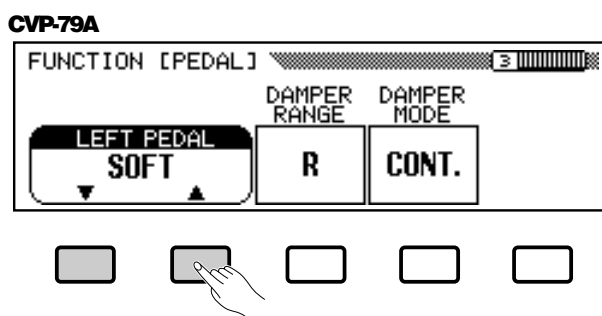 CVP-79A
FUNCTION [PEDAL] 3
DAMPER RANGE DAMPER MODE
LEFT PEDAL
SOFT R CONT.
▼ ▲